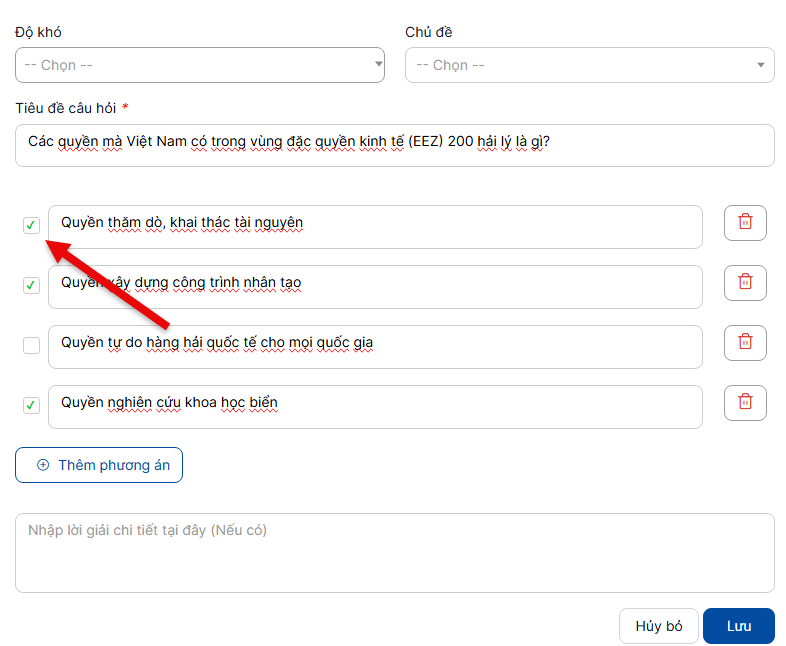 Độ khó
Chủ đề
-- Chọn --
-- Chọn --
Tiêu đề câu hỏi *
Các quyền mà Việt Nam có trong vùng đặc quyền kinh tế (EEZ) 200 hải lý là gì?
Quyền thăm dò, khai thác tài nguyên
Quyền xây dựng công trình nhân tạo
Quyền tự do hàng hải quốc tế cho mọi quốc gia
Quyền nghiên cứu khoa học biển
Thêm phương án
Nhập lời giải chi tiết tại đây (Nếu có)
Hủy bỏ
Lưu